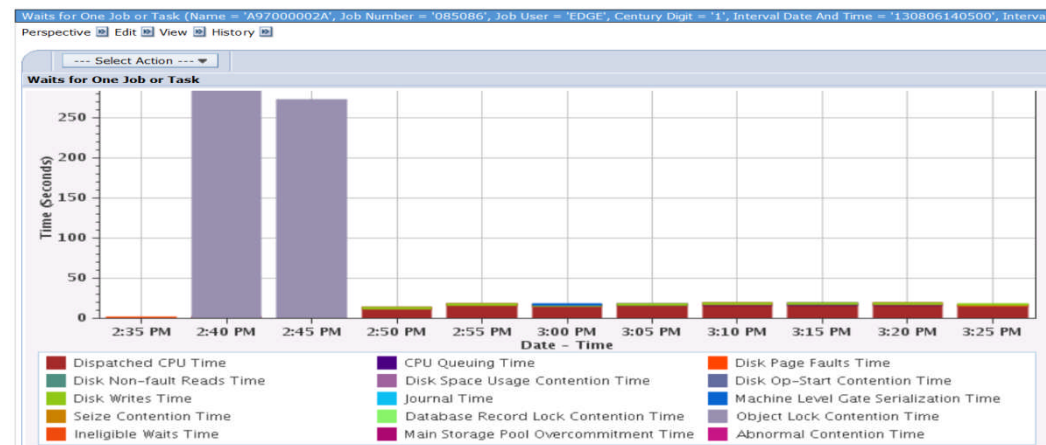 Waits for One Job or Task (Name = 'A97000002A', Job Number = '085086', Job User = 'EDGE', Century Digit = '1', Interval Date And Time = '130806140500', Interva
Perspective Edit View History
--- Select Action ---
Waits for One Job or Task
250
200
150
100
50
0
Time (Seconds)
2:35 PM 2:40 PM 2:45 PM 2:50 PM 2:55 PM 3:00 PM 3:05 PM 3:10 PM 3:15 PM 3:20 PM 3:25 PM
Date - Time
Dispatched CPU Time CPU Queuing Time Disk Page Faults Time
Disk Non-fault Reads Time Disk Space Usage Contention Time Disk Op-Start Contention Time
Disk Writes Time Journal Time Machine Level Gate Serialization Time
Seize Contention Time Database Record Lock Contention Time Object Lock Contention Time
Ineligible Waits Time Main Storage Pool Overcommitment Time Abnormal Contention Time